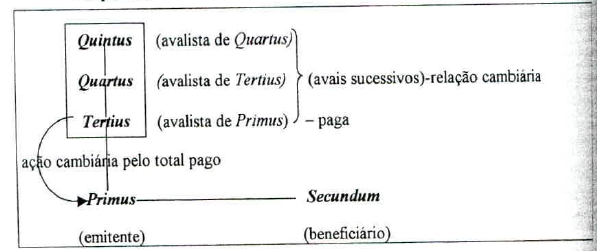 Quintus (avalista de Quartus)
Quartus (avalista de Tertius) (avais sucessivos)-relação cambiária
Tertius (avalista de Primus) – paga
ação cambiária pelo total pago
Primus Secundum
(emitente) (beneficiário)